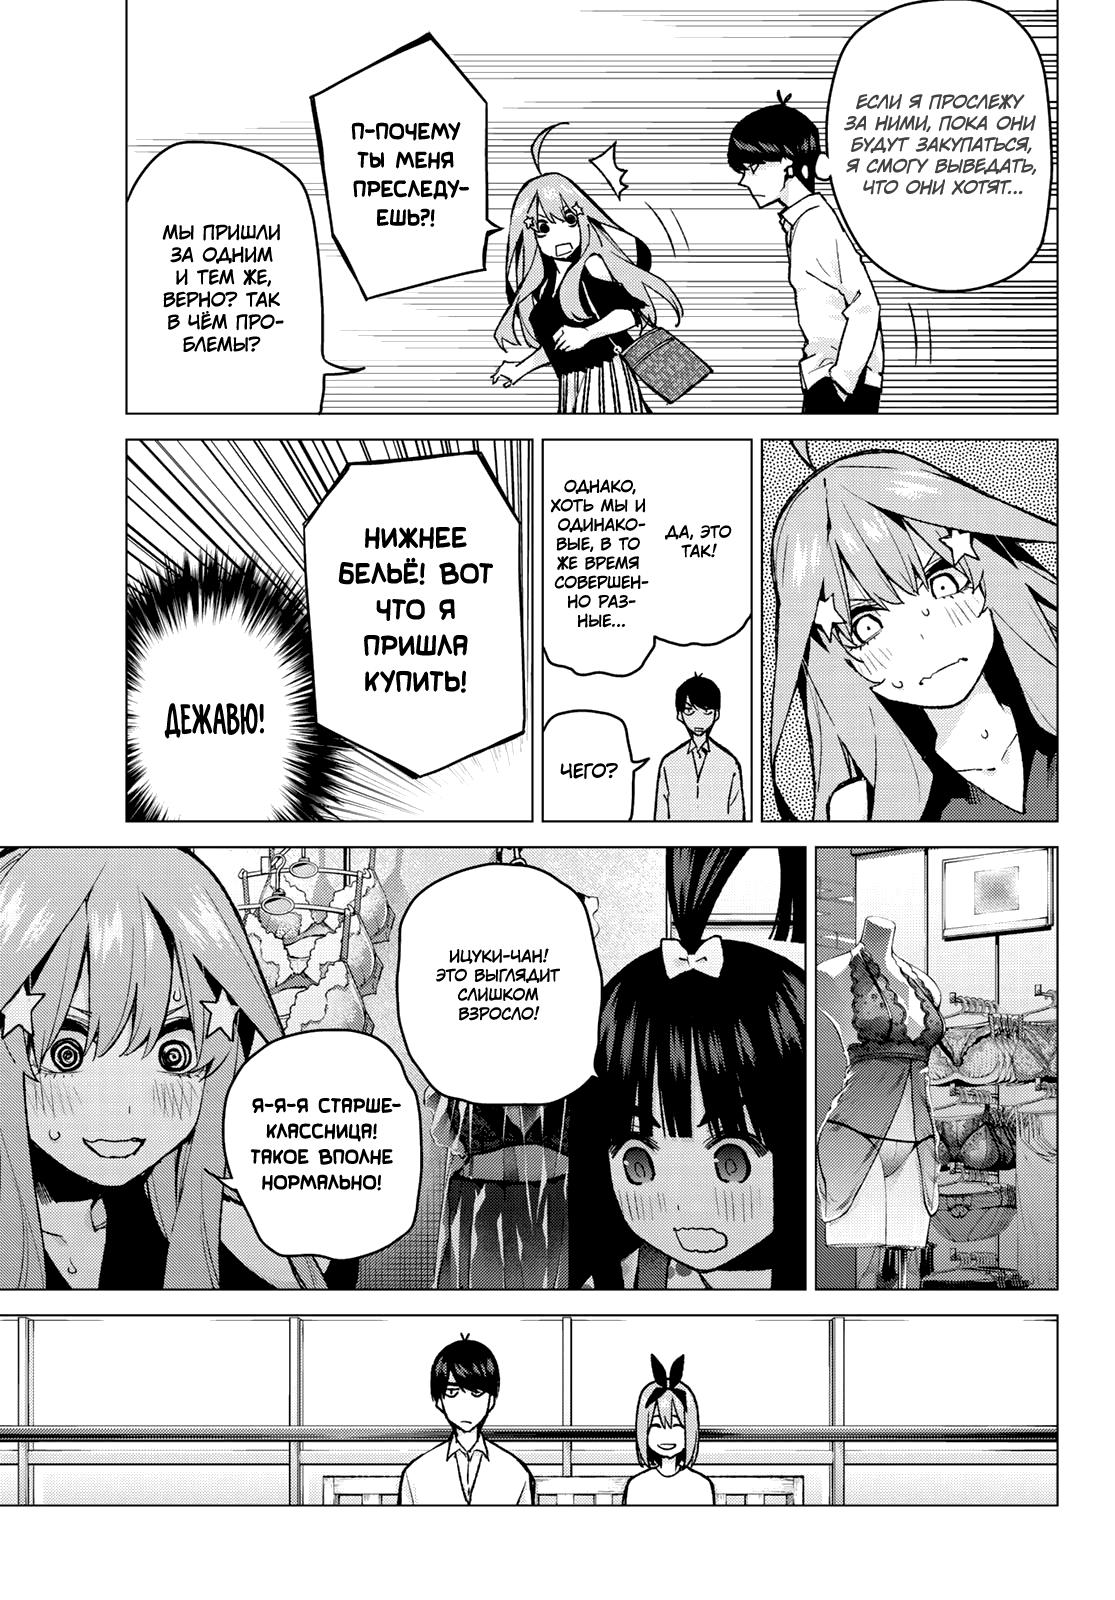 ЕСЛИ Я ПРОСЛЕЖУ
ЗА НИМИ, ПОКА ОНИ
БУДУТ ЗАКУПАТЬСЯ,
Я СМОГУ ВЫВЕДАТЬ,
ЧТО ОНИ ХОТЯТ...
П-ПОЧЕМУ
ТЫ МЕНЯ
ПРЕСЛЕДУ-
ЕШЬ?!
МЫ ПРИШЛИ
ЗА ОДНИМ
И ТЕМ ЖЕ,
ВЕРНО? ТАК
В ЧЁМ ПРО-
БЛЕМЫ?
ДА, ЭТО
ТАК!
ОДНАКО,
ХОТЬ МЫ И
ОДИНАКО-
ВЫЕ, В ТО
ЖЕ ВРЕМЯ
СОВЕРШЕН-
НО РАЗ-
НЫЕ...
ЧЕГО?
НИЖНЕЕ
БЕЛЬЁ! ВОТ
ЧТО Я
ПРИШЛА
КУПИТЬ!
ДЕЖАВЮ!
ИЦУКИ-ЧАН!
ЭТО ВЫГЛЯДИТ
СЛИШКОМ
ВЗРОСЛО!
Я-Я-Я СТАРШЕ-
КЛАССНИЦА!
ТАКОЕ ВПОЛНЕ
НОРМАЛЬНО!